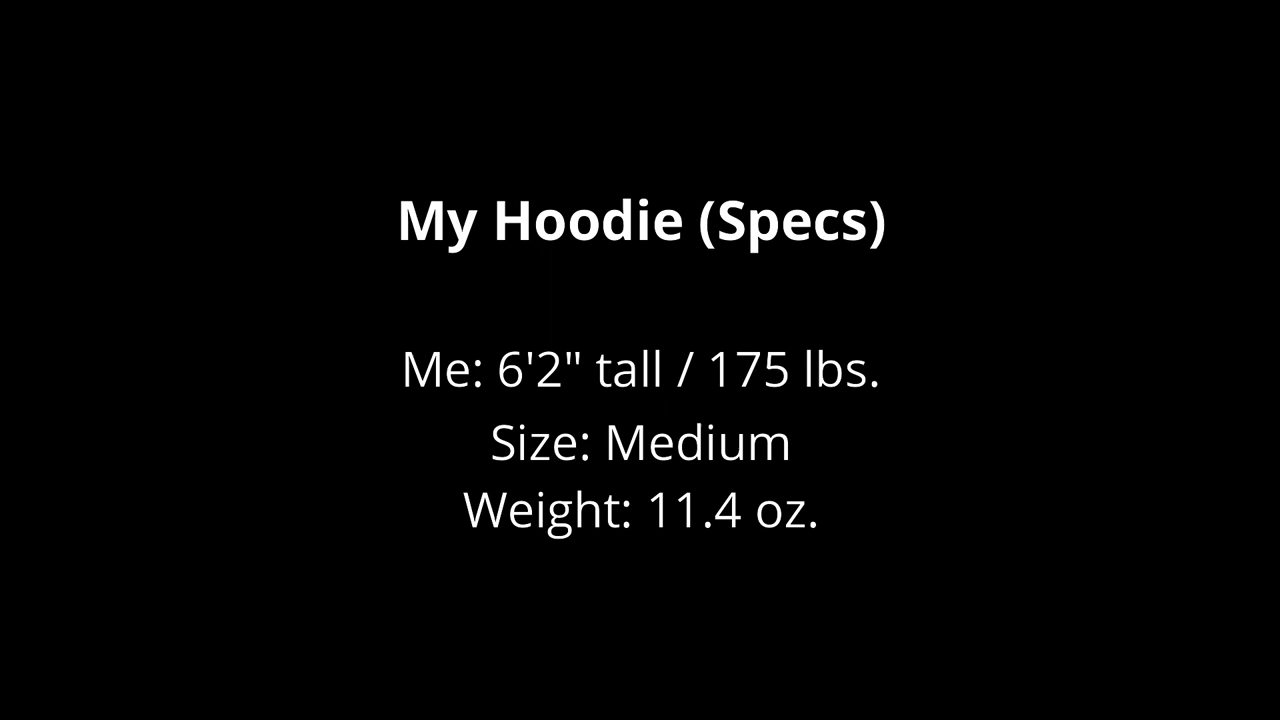 My Hoodie (Specs)
Me: 6'2" tall / 175 lbs.
Size: Medium
Weight: 11.4 oz.